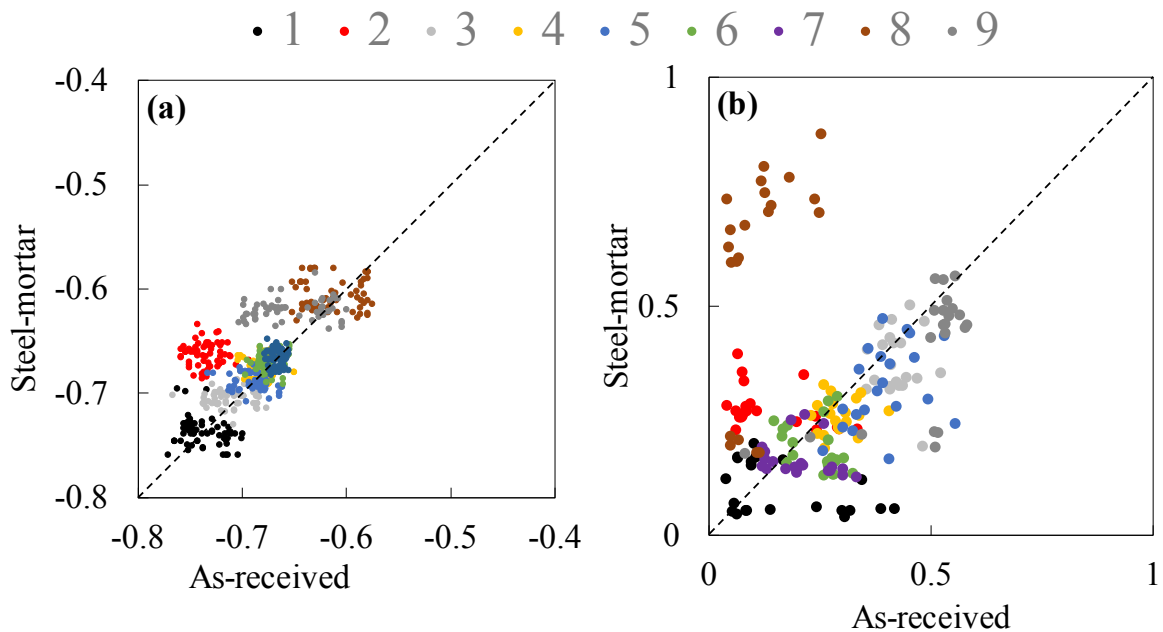 1 2 3 4 5 6 7 8 9
(a)
-0.4
-0.5
-0.6
-0.7
-0.8
Steel-mortar
-0.8 -0.7 -0.6 -0.5 -0.4
As-received
(b)
1
0.5
0
Steel-mortar
0 0.5 1
As-received